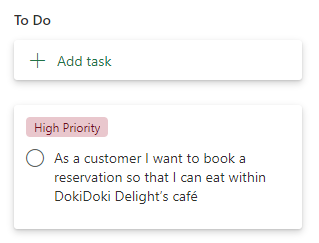 To Do
Add task
High Priority
As a customer I want to book a
reservation so that I can eat within
DokiDoki Delight's café